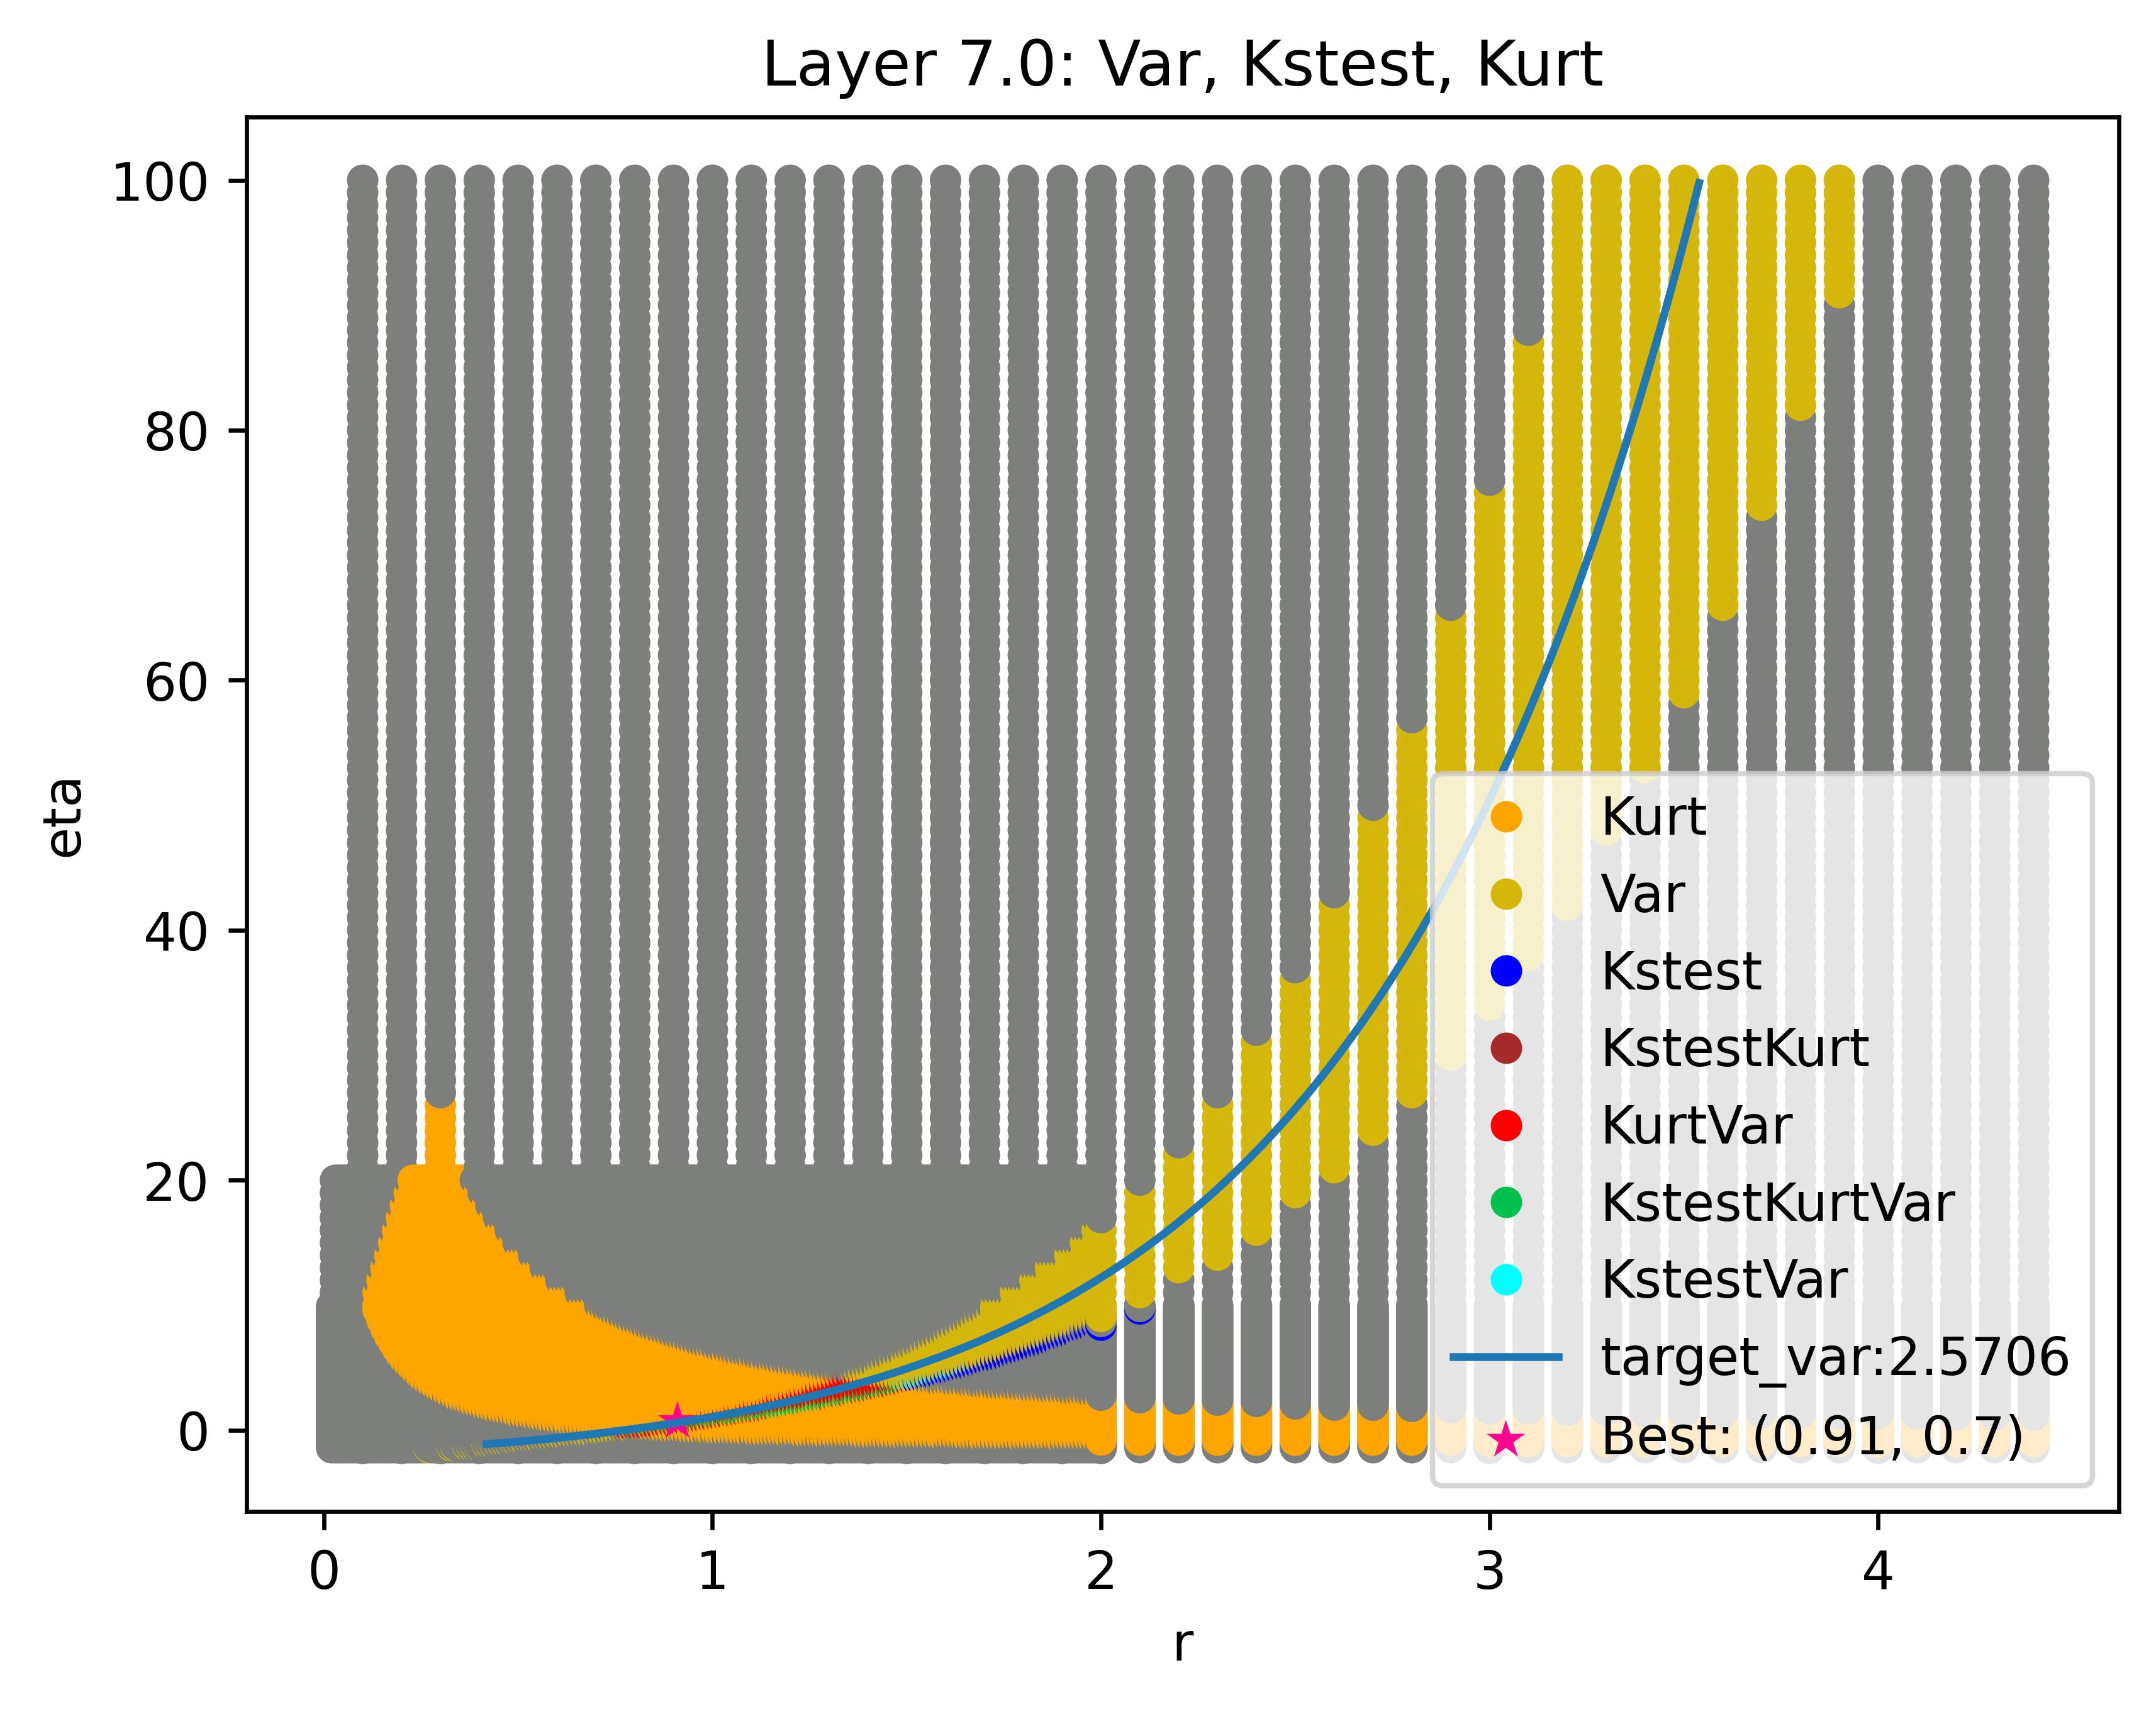 Layer 7.0: Var, Kstest, Kurt
100
80
60
40
20
0
eta
0
1
2
3
4
r
Kurt
Var
Kstest
KstestKurt
KurtVar
KstestKurtVar
KstestVar
target_var:2.5706
Best: (0.91, 0.7)